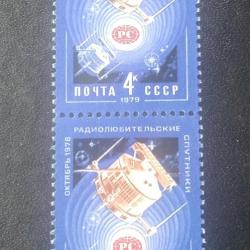 РС
4к
ПОЧТА СССР
1979
РАДИОЛЮБИТЕЛЬСКИЕ
СПУТНИКИ
ОКТЯБРЬ 1978
РС